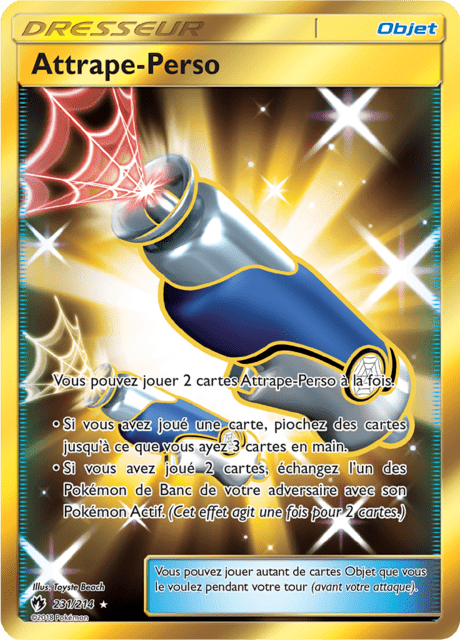 DRESSEUR
Objet
Attrape-Perso
Vous pouvez jouer 2 cartes Attrape-Perso à la fois.
• Si vous avez joué une carte, piochez des cartes
jusqu'à ce que vous ayez 3 cartes en main.
• Si vous avez joué 2 cartes, échangez l'un des
Pokémon de Banc de votre adversaire avec son
Pokémon Actif. (Cet effet agit une fois pour 2 cartes.)
Vous pouvez jouer autant de cartes Objet que vous
le voulez pendant votre tour (avant votre attaque).
Illus. Toyste Beach
231/214 ★
©2018 Pokémon